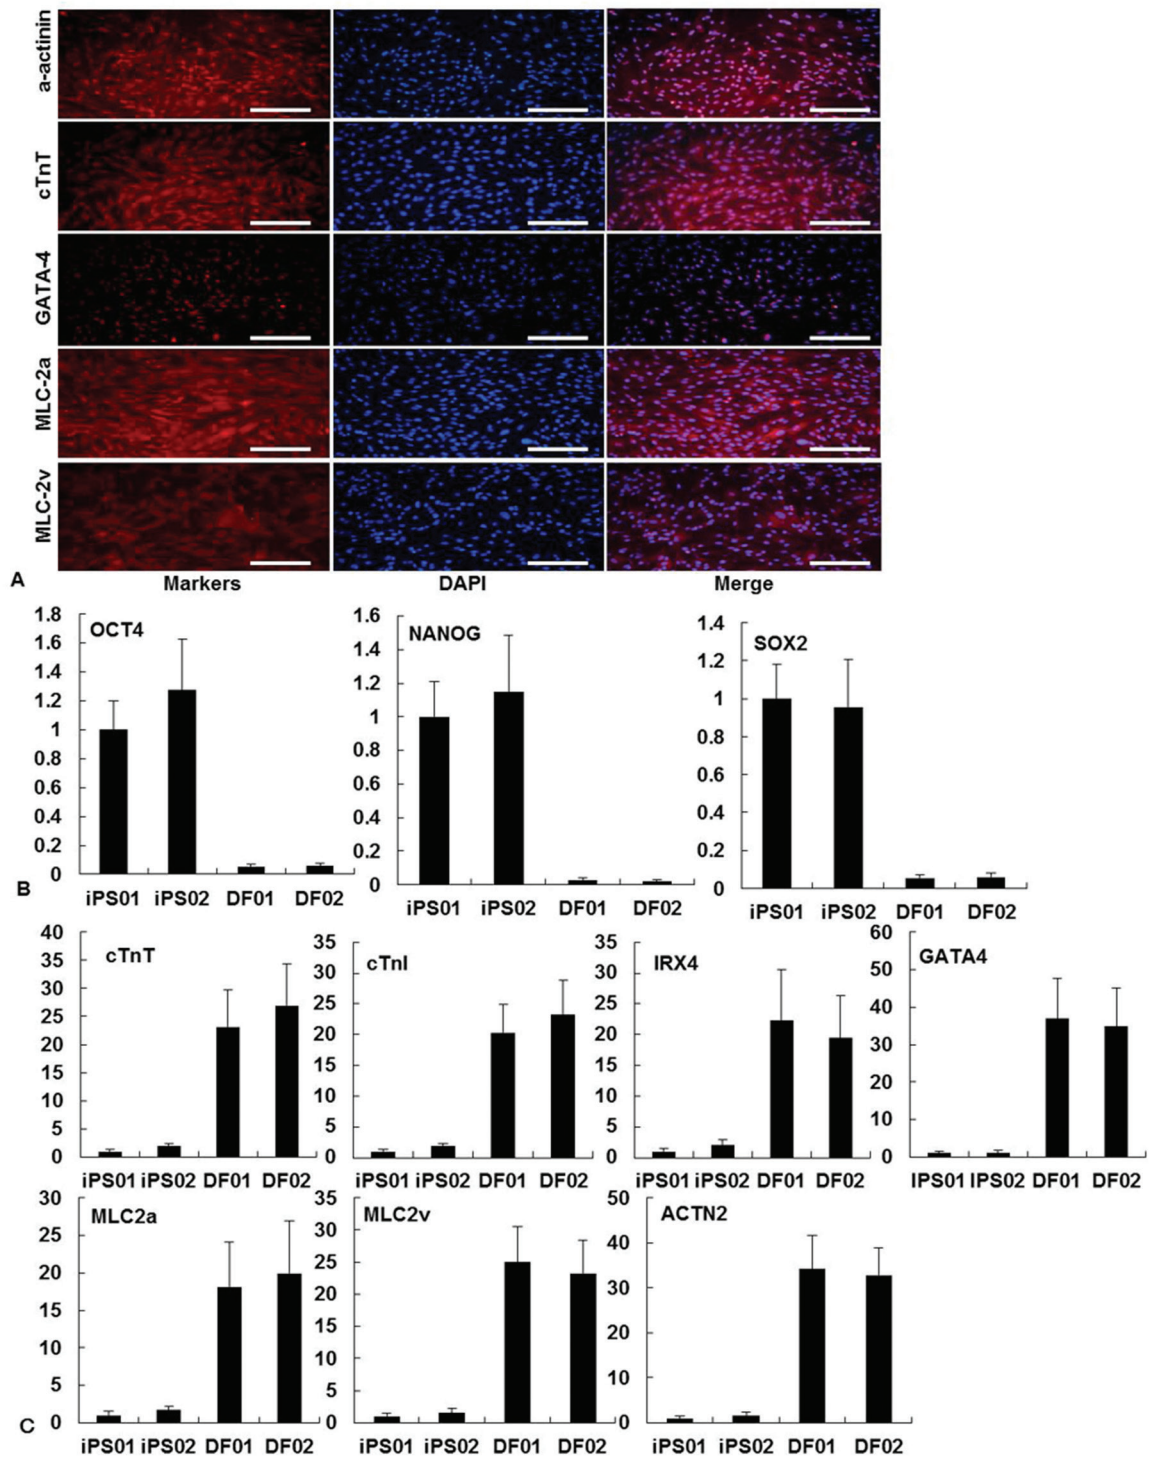 a-actinin
cTnT
GATA-4
MLC-2a
MLC-2v
A
Markers DAPI Merge
OCT4
1.8
1.6
1.4
1.2
1
0.8
0.6
0.4
0.2
0
iPS01 iPS02 DF01 DF02
NANOG
1.6
1.4
1.2
1
0.8
0.6
0.4
0.2
0
iPS01 iPS02 DF01 DF02
SOX2
1.4
1.2
1
0.8
0.6
0.4
0.2
0
iPS01 iPS02 DF01 DF02
B
cTnT
40
35
30
25
20
15
10
5
0
iPS01 iPS02 DF01 DF02
cTnI
35
30
25
20
15
10
5
0
iPS01 iPS02 DF01 DF02
IRX4
35
30
25
20
15
10
5
0
iPS01 iPS02 DF01 DF02
GATA4
60
50
40
30
20
10
0
IPS01 IPS02 DF01 DF02
MLC2a
30
25
20
15
10
5
0
iPS01 iPS02 DF01 DF02
MLC2v
35
30
25
20
15
10
5
0
iPS01 iPS02 DF01 DF02
ACTN2
50
40
30
20
10
0
iPS01 iPS02 DF01 DF02
C